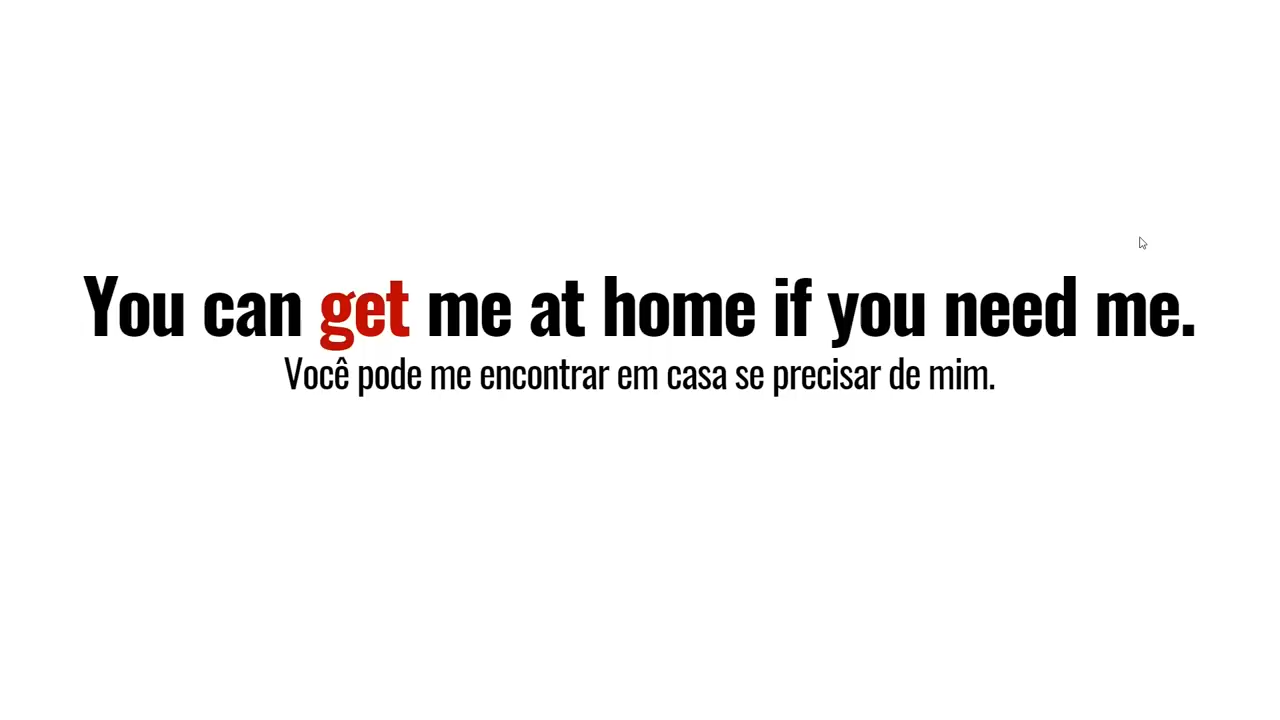 You can get me at home if you need me.
Você pode me encontrar em casa se precisar de mim.